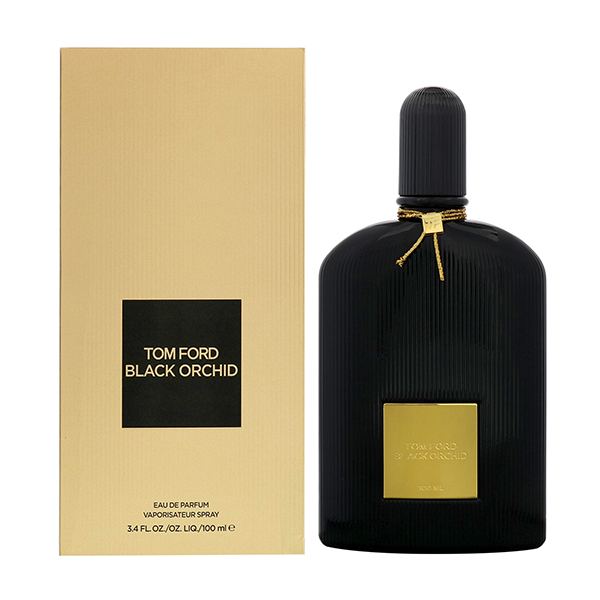 TOM FORD
BLACK ORCHID
EAU DE PARFUM
VAPORISATEUR SPRAY
3.4 FL.OZ./OZ. LIQ./100 ml ℮
TOM FORD
BLACK ORCHID
100 ML